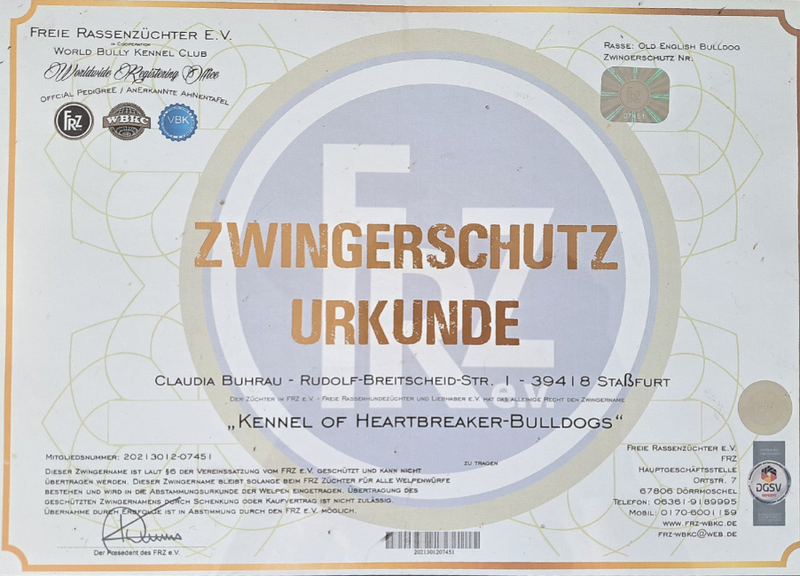 Freie Rassenzüchter E.V.
in Cooperation
World Bully Kennel Club
Worldwide Registering Office
Official Pedigree / Anerkannte Ahnentafel
FRZ
WBKC
VBK
Rasse: Old English Bulldog
Zwingerschutz Nr.
FRZ
07451
Zwingerschutz
Urkunde
FRZ
e.V.
Claudia Buhrau - Rudolf-Breitscheid-Str. 1 - 39418 Staßfurt
Der Züchter im FRZ e.V. - Freie Rassehundezüchter und Liebhaber e.V. hat das alleinige Recht den Zwingername
„Kennel of Heartbreaker-Bulldogs“
zu tragen
Mitgliedsnummer: 20213012-07451
Dieser Zwingername ist laut §6 der Vereinssatzung vom FRZ e.V. geschützt und kann nicht
übertragen werden. Dieser Zwingername bleibt solange beim FRZ Züchter für alle Welpenwürfe
bestehen und wird in die Abstammungsurkunde der Welpen eingetragen. Übertragung des
geschützten Zwingernamens durch Schenkung oder Kaufvertrag ist nicht zulässig.
Übernahme durch Erbfolge ist in Abstimmung durch den FRZ e.V. möglich.
Der Präsedent des FRZ e.V.
2021301207451
Freie Rassenzüchter e.V.
FRZ
Hauptgeschäftsstelle
Ortstr. 7
67806 Dörrmoschel
Telefon: 06361-9189995
Mobil: 0170-6001159
www.frz-wbkc.de
frz-wbkc@web.de
DGSV